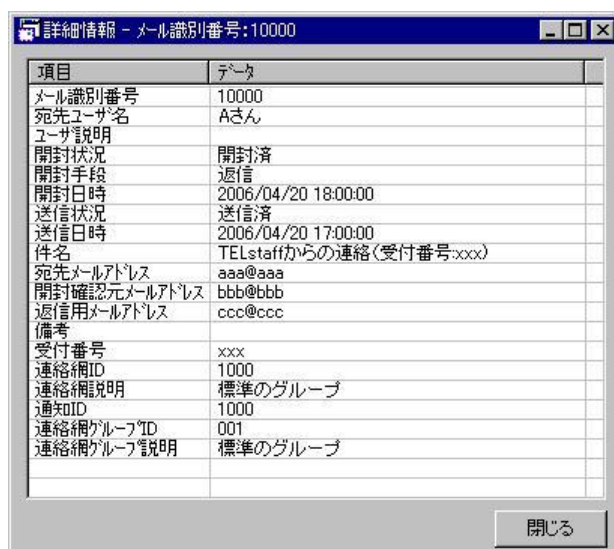 詳細情報 - メール識別番号:10000
項目 データ
メール識別番号 10000
宛先ユーザ名 Aさん
ユーザ説明
開封状況 開封済
開封手段 返信
開封日時 2006/04/20 18:00:00
送信状況 送信済
送信日時 2006/04/20 17:00:00
件名 TELstaffからの連絡(受付番号:xxx)
宛先メールアドレス aaa@aaa
開封確認元メールアドレス bbb@bbb
返信用メールアドレス ccc@ccc
備考
受付番号 xxx
連絡網ID 1000
連絡網説明 標準のグループ
通知ID 1000
連絡網グループID 001
連絡網グループ説明 標準のグループ
閉じる